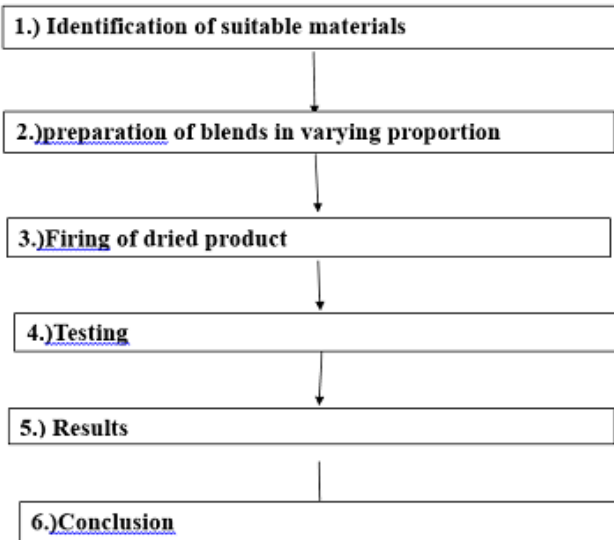 1.) Identification of suitable materials
2.)preparation of blends in varying proportion
3.)Firing of dried product
4.)Testing
5.) Results
6.)Conclusion